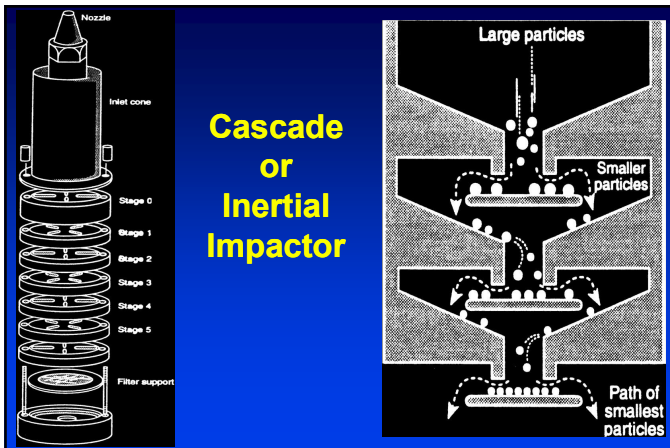 Nozzle
Inlet cone
Stage 0
Stage 1
Stage 2
Stage 3
Stage 4
Stage 5
Filter support
Cascade
or
Inertial
Impactor
Large particles
Smaller
particles
Path of
smallest
particles